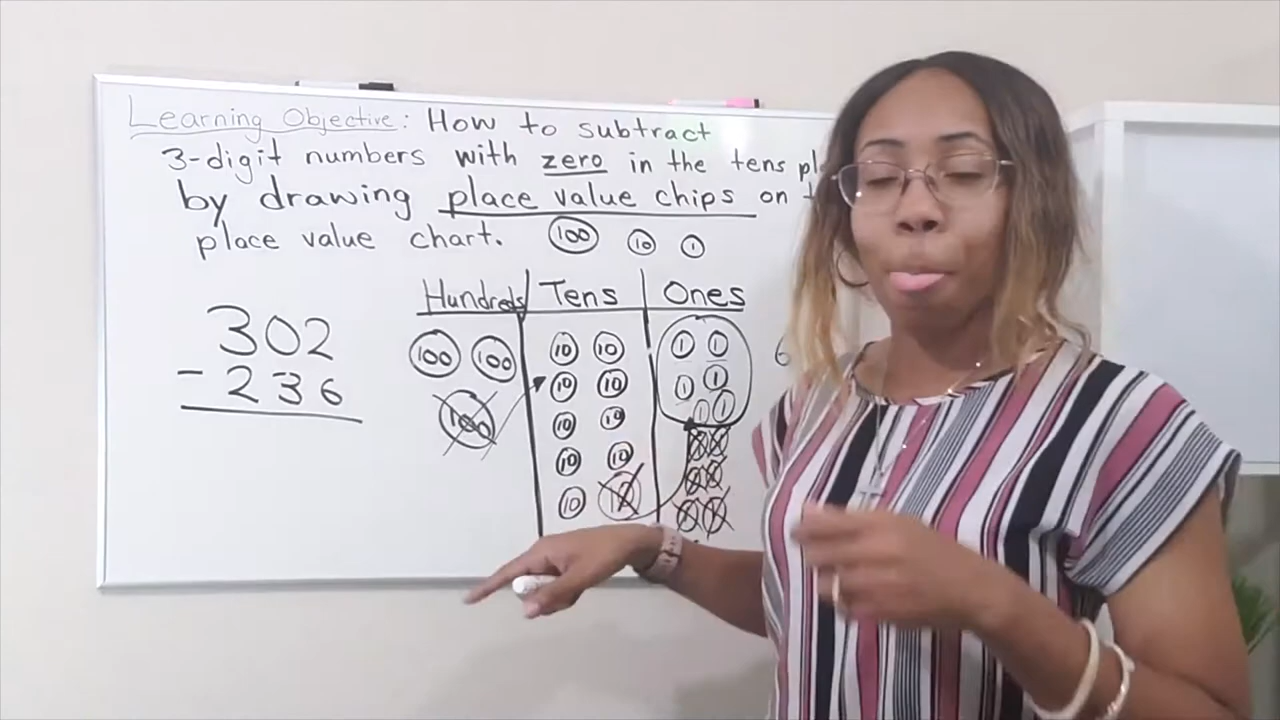 Learning Objective: How to subtract
3-digit numbers with zero in the tens
by drawing place value chips on
place value chart. 100 10 1
Hundreds Tens Ones
302
- 236
100 100 10 10 1 1
100 10 10 1 1
10 10 1 1
10 10
10 10
6